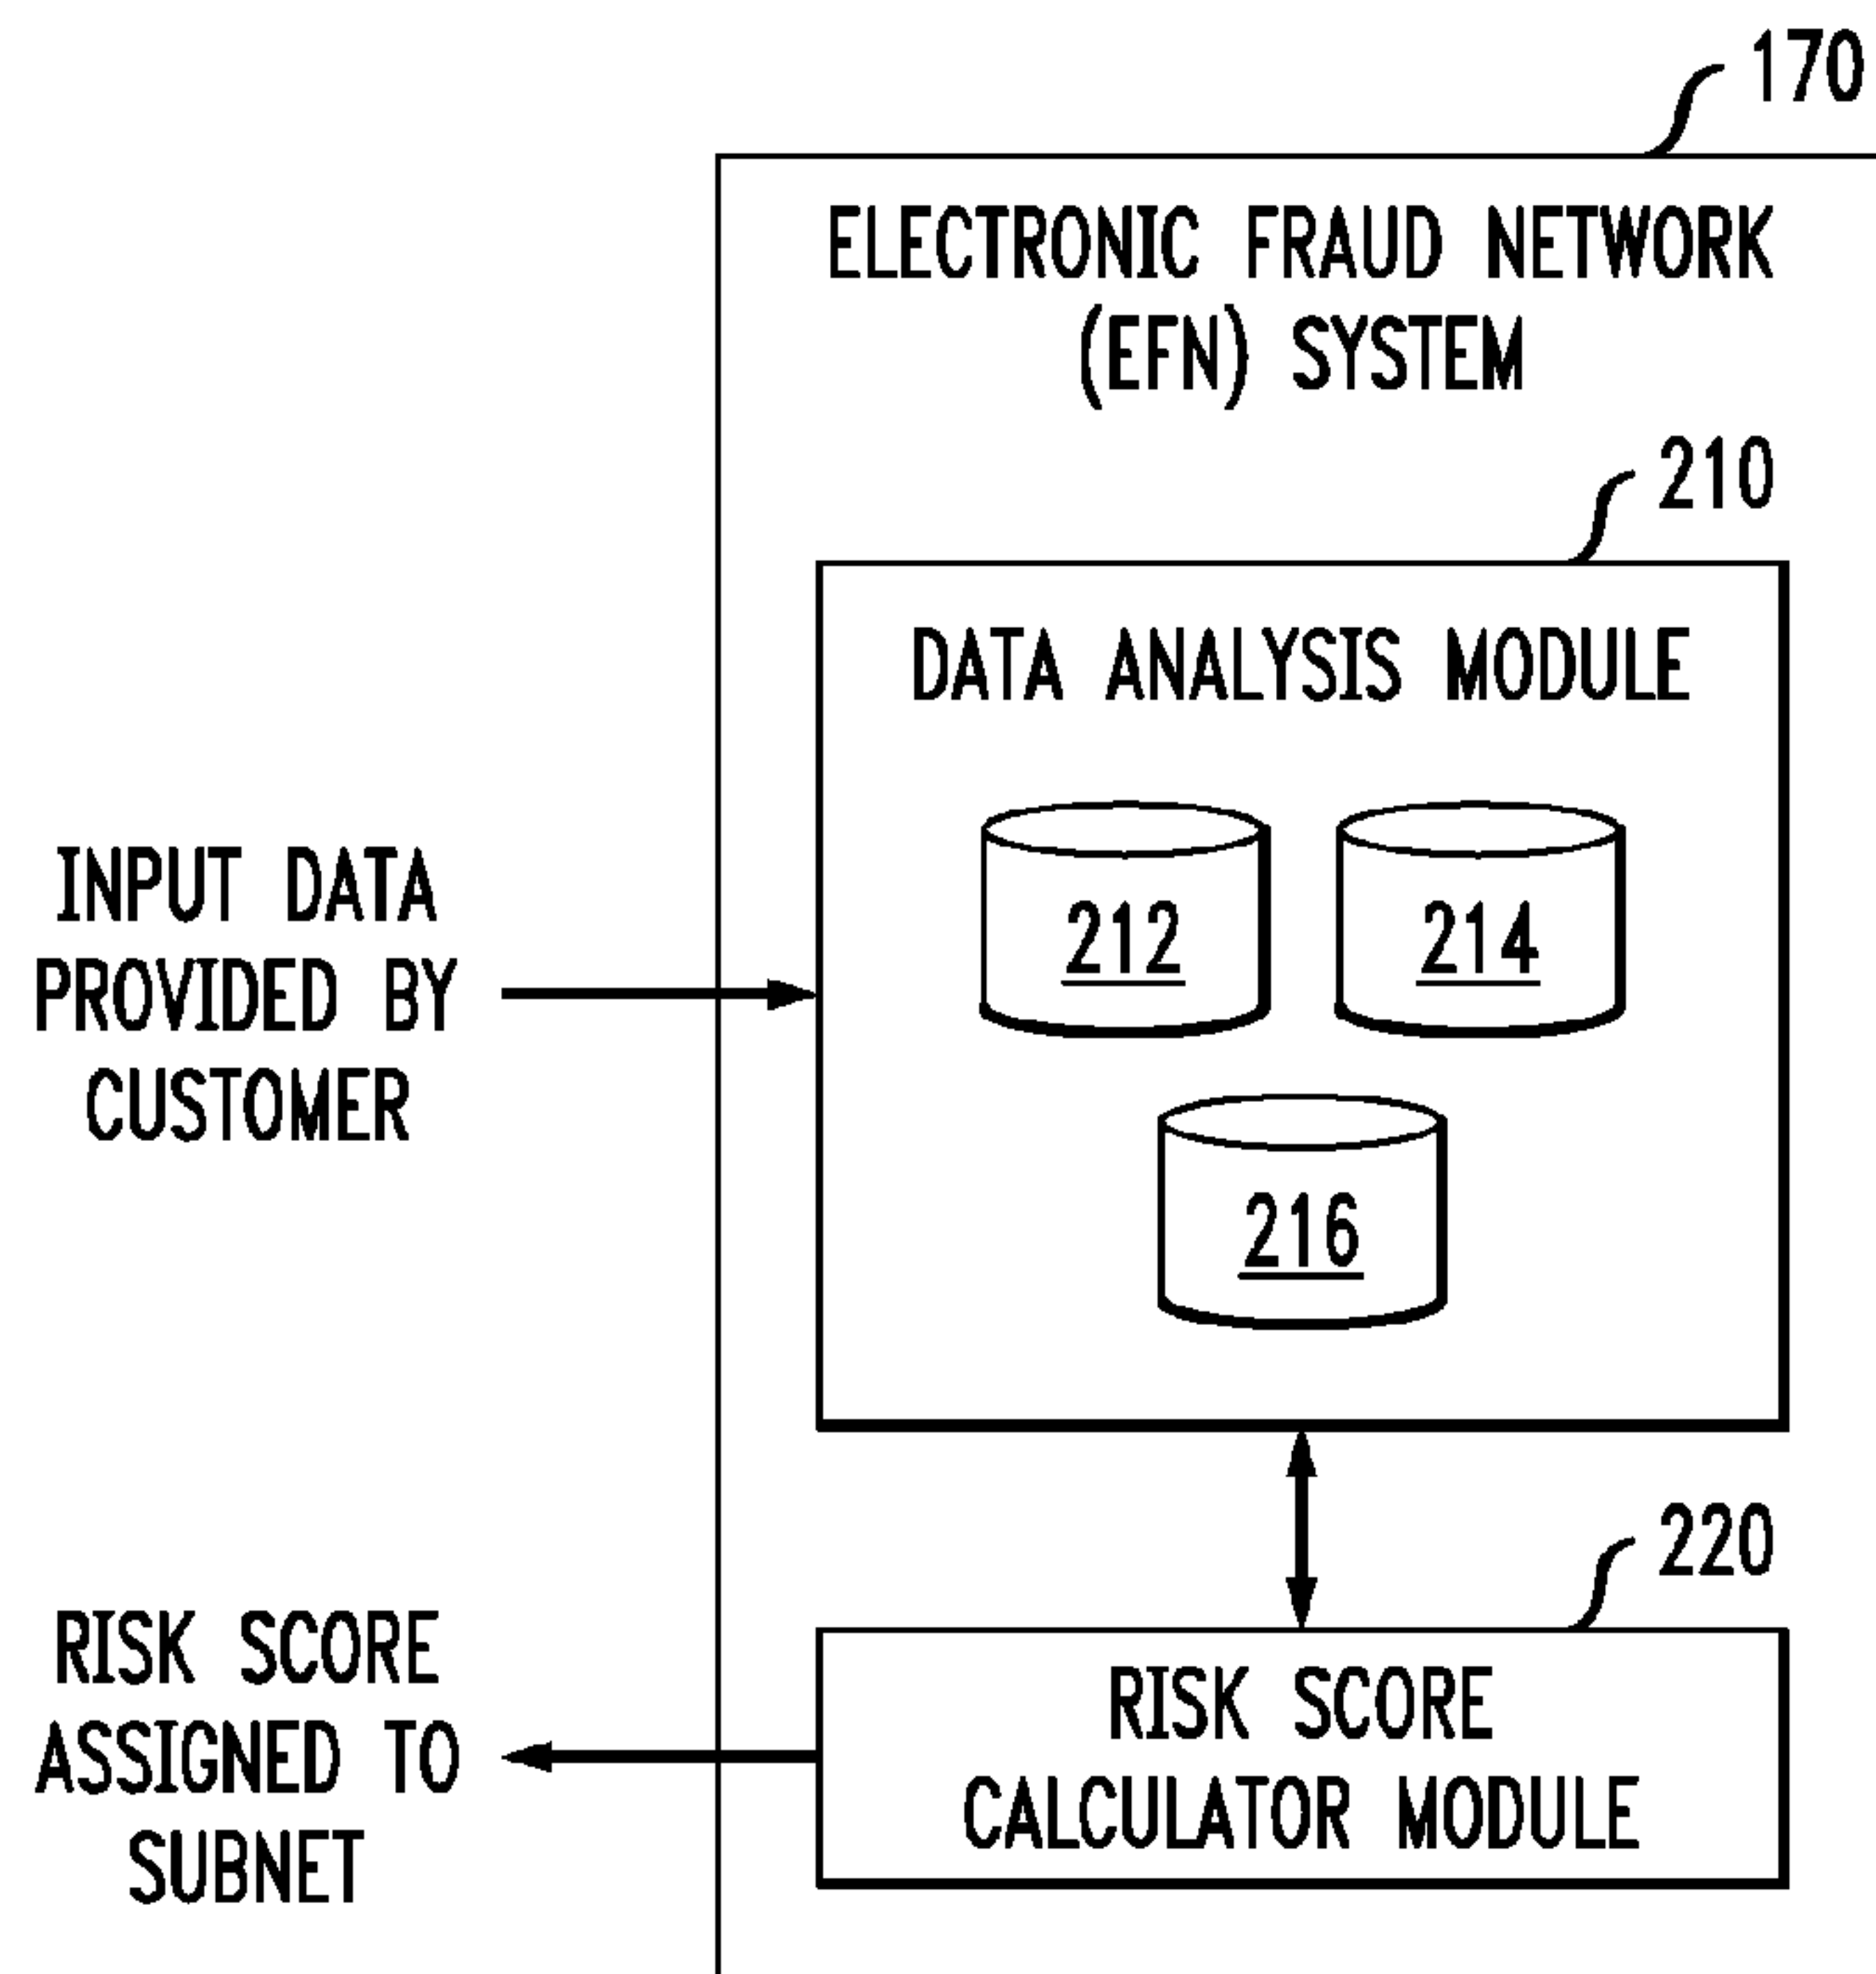 170
ELECTRONIC FRAUD NETWORK
(EFN) SYSTEM
210
DATA ANALYSIS MODULE
212
214
216
INPUT DATA
PROVIDED BY
CUSTOMER
220
RISK SCORE
CALCULATOR MODULE
RISK SCORE
ASSIGNED TO
SUBNET